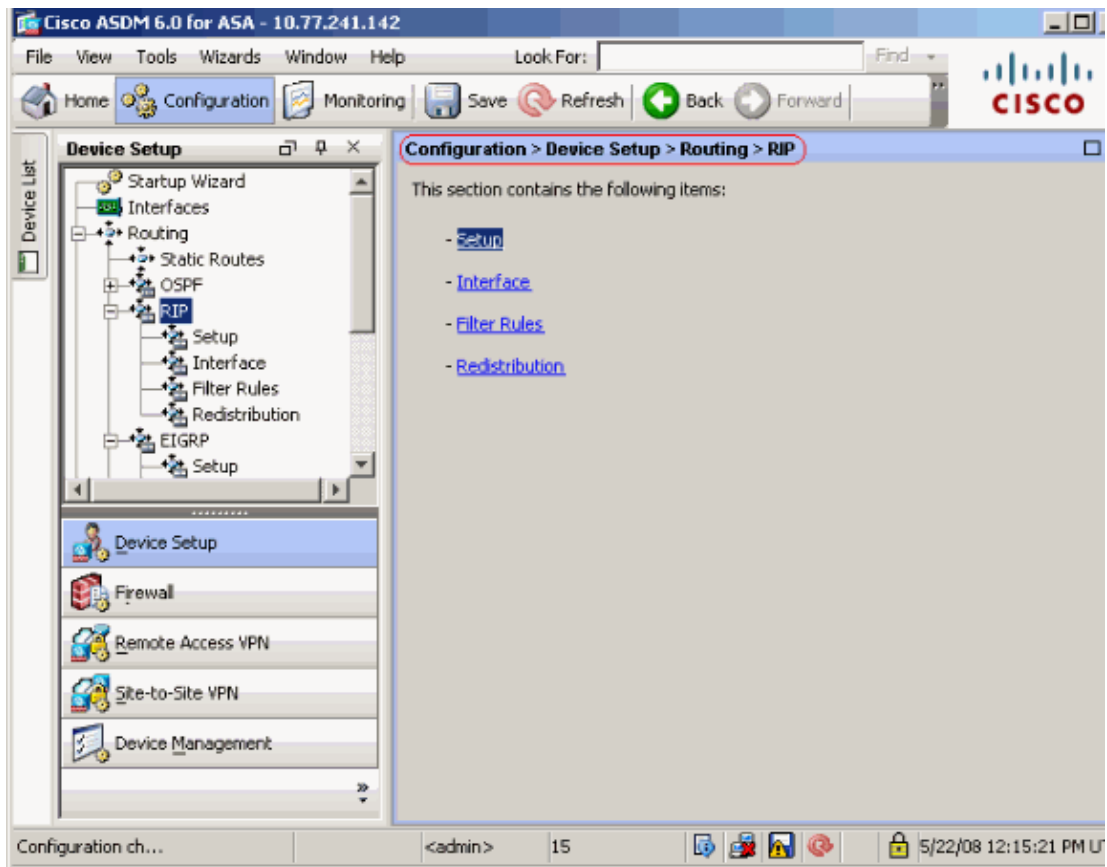 Cisco ASDM 6.0 for ASA - 10.77.241.142
File View Tools Wizards Window Help Look For: Find
Home Configuration Monitoring Save Refresh Back Forward
CISCO
Device List
Device Setup
Startup Wizard
Interfaces
Routing
Static Routes
OSPF
RIP
Setup
Interface
Filter Rules
Redistribution
EIGRP
Setup
Device Setup
Firewall
Remote Access VPN
Site-to-Site VPN
Device Management
Configuration > Device Setup > Routing > RIP
This section contains the following items:
- Setup
- Interface
- Filter Rules
- Redistribution
Configuration ch... <admin> 15 5/22/08 12:15:21 PM UT